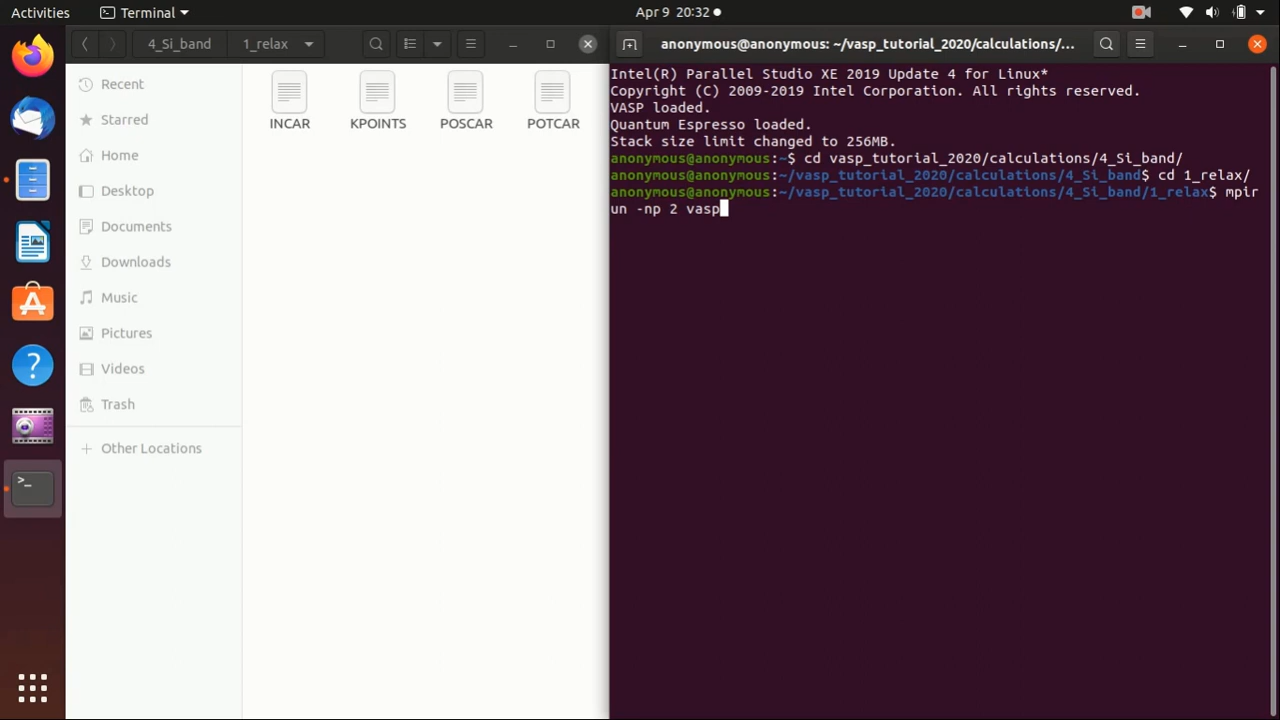 Activities
Terminal
Apr 9 20:32
4_Si_band
1_relax
anonymous@anonymous: ~/vasp_tutorial_2020/calculations/...
Recent
Starred
Home
Desktop
Documents
Downloads
Music
Pictures
Videos
Trash
Other Locations
INCAR
KPOINTS
POSCAR
POTCAR
Intel(R) Parallel Studio XE 2019 Update 4 for Linux*
Copyright (C) 2009-2019 Intel Corporation. All rights reserved.
VASP loaded.
Quantum Espresso loaded.
Stack size limit changed to 256MB.
anonymous@anonymous:~$ cd vasp_tutorial_2020/calculations/4_Si_band/
anonymous@anonymous:~/vasp_tutorial_2020/calculations/4_Si_band$ cd 1_relax/
anonymous@anonymous:~/vasp_tutorial_2020/calculations/4_Si_band/1_relax$ mpir
un -np 2 vasp